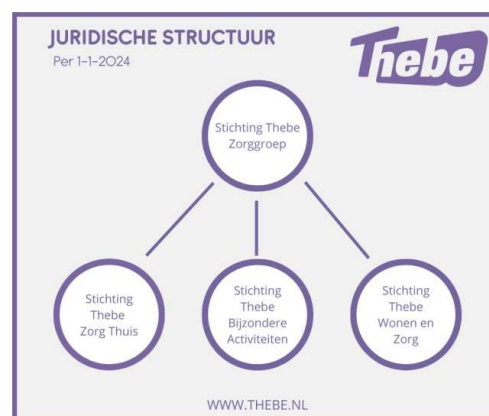 JURIDISCHE STRUCTUUR
Per 1-1-2024
Thebe
Stichting Thebe
Zorggroep
Stichting
Thebe
Zorg Thuis
Stichting
Thebe
Bijzondere
Activiteiten
Stichting
Thebe
Wonen en
Zorg
WWW.THEBE.NL